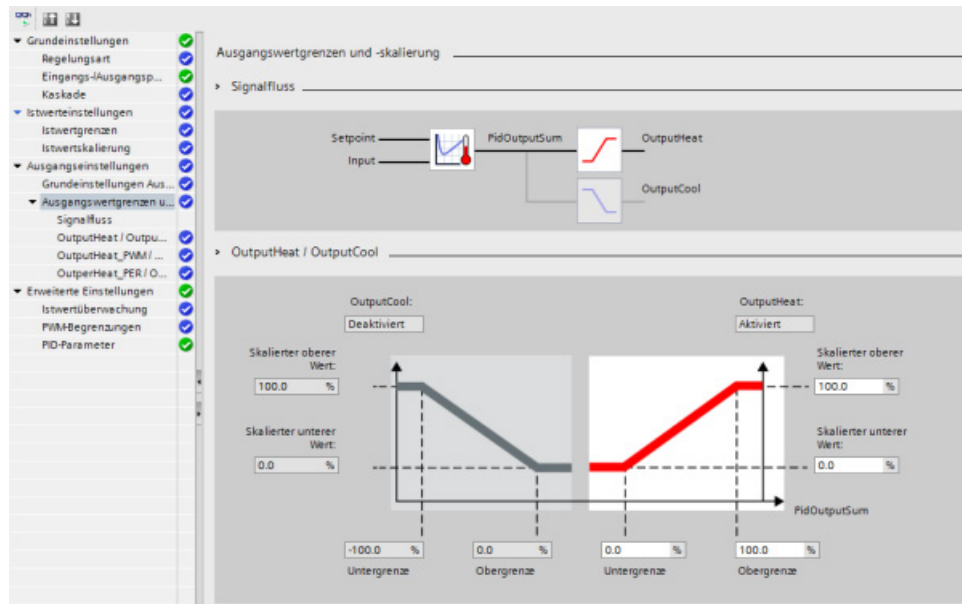 Grundeinstellungen
Regelungsart
Eingangs-/Ausgangsp...
Kaskade
Istwerteinstellungen
Istwertgrenzen
Istwertskalierung
Ausgangseinstellungen
Grundeinstellungen Aus...
Ausgangswertgrenzen u...
Signalfluss
OutputHeat / Outpu...
OutputHeat_PWM / ...
OutperHeat_PER / O...
Erweiterte Einstellungen
Istwertüberwachung
PWM-Begrenzungen
PID-Parameter
Ausgangswertgrenzen und -skalierung
Signalfluss
Setpoint
Input
PidOutputSum
OutputHeat
OutputCool
OutputHeat / OutputCool
OutputCool:
Deaktiviert
OutputHeat:
Aktiviert
Skalierter oberer
Wert:
100.0 %
Skalierter unterer
Wert:
0.0 %
Skalierter oberer
Wert:
100.0 %
Skalierter unterer
Wert:
0.0 %
PidOutputSum
-100.0 %
Untergrenze
0.0 %
Obergrenze
0.0 %
Untergrenze
100.0 %
Obergrenze